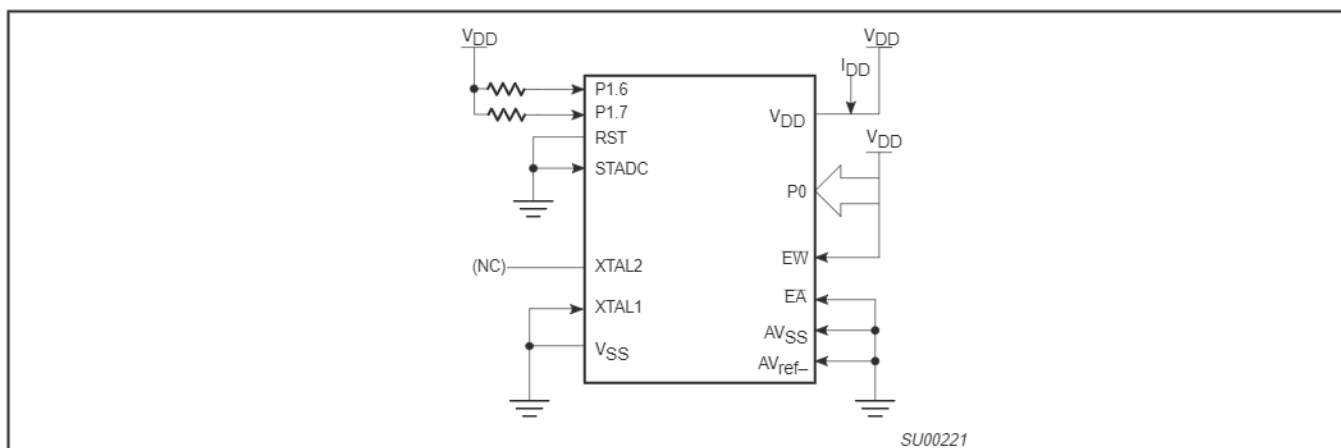 VDD
P1.6
P1.7
RST
STADC
(NC)
XTAL2
XTAL1
VSS
VDD
IDD
VDD
VDD
P0
EW
EA
AVSS
AVref–
SU00221